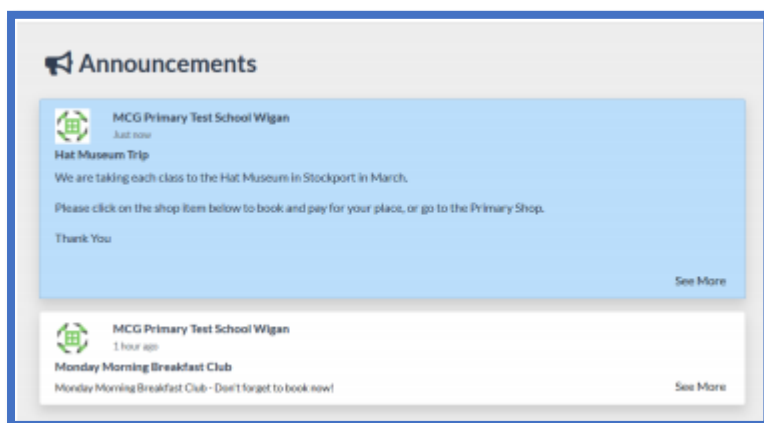 Announcements
MCG Primary Test School Wigan
Just now
Hat Museum Trip
We are taking each class to the Hat Museum in Stockport in March.
Please click on the shop item below to book and pay for your place, or go to the Primary Shop.
Thank You
See More
MCG Primary Test School Wigan
1 hour ago
Monday Morning Breakfast Club
Monday Morning Breakfast Club - Don't forget to book now!
See More